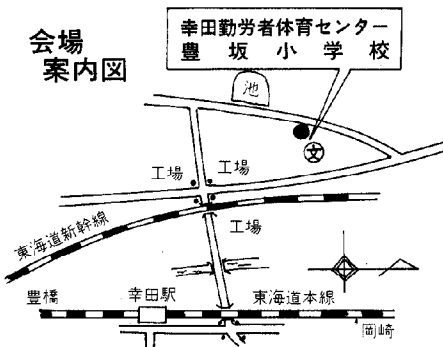 会場
案内図
幸田勤労者体育センター
豊坂小学校
池
文
工場
工場
工場
東海道新幹線
豊橋
幸田駅
東海道本線
岡崎